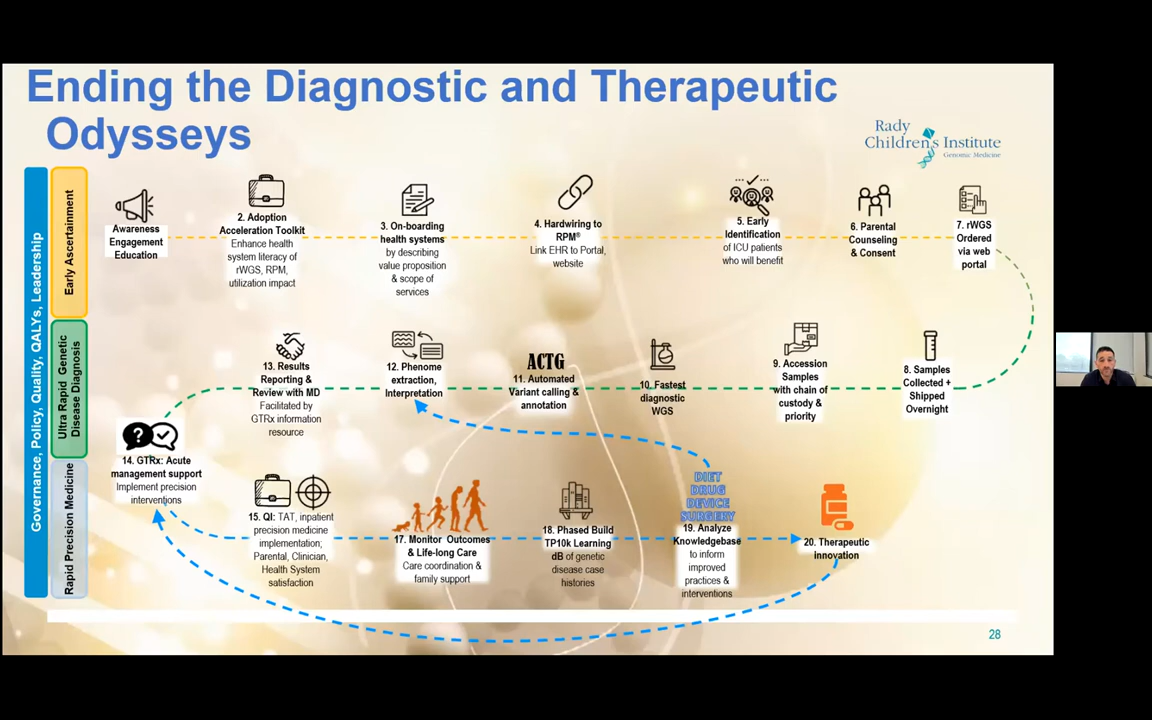 Ending the Diagnostic and Therapeutic
Odysseys
Rady
Children's Institute
Genomic Medicine
Governance, Policy, Quality, QALYs, Leadership
Early Ascertainment
Awareness
Engagement
Education
2. Adoption
Acceleration Toolkit
Enhance health
system literacy of
rWGS, RPM,
utilization impact
3. On-boarding
health systems
by describing
value proposition
& scope of
services
4. Hardwiring to
RPM®
Link EHR to Portal,
website
5. Early
Identification
of ICU patients
who will benefit
6. Parental
Counseling
& Consent
7. rWGS
Ordered
via web
portal
Ultra Rapid Genetic
Disease Diagnosis
13. Results
Reporting &
Review with MD
Facilitated by
GTRx information
resource
12. Phenome
extraction,
Interpretation
ACTG
11. Automated
Variant calling &
annotation
10. Fastest
diagnostic
WGS
9. Accession
Samples
with chain of
custody &
priority
8. Samples
Collected +
Shipped
Overnight
Rapid Precision Medicine
14. GTRx: Acute
management support
Implement precision
interventions
15. QI: TAT, inpatient
precision medicine
implementation;
Parental, Clinician,
Health System
satisfaction
17. Monitor Outcomes
& Life-long Care
Care coordination &
family support
18. Phased Build
TP10k Learning
dB of genetic
disease case
histories
DIET
DRUG
DEVICE
SURGERY
19. Analyze
Knowledgebase
to inform
improved
practices &
interventions
20. Therapeutic
innovation
28